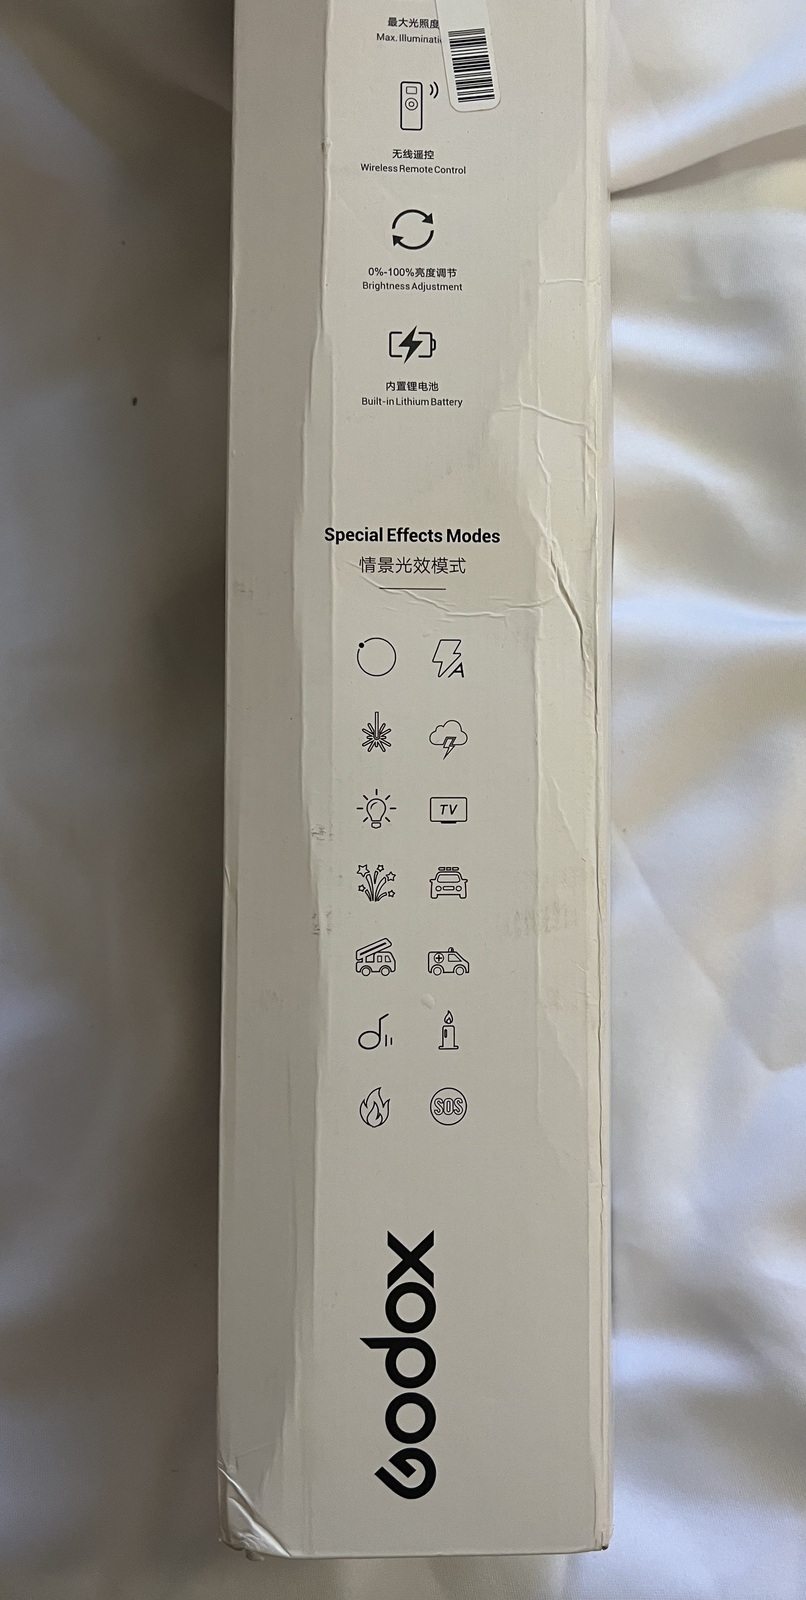 最大光照度
Max. Illuminati
无线遥控
Wireless Remote Control
0%-100%亮度调节
Brightness Adjustment
内置锂电池
Built-in Lithium Battery
Special Effects Modes
情景光效模式
A
TV
SOS
Godox